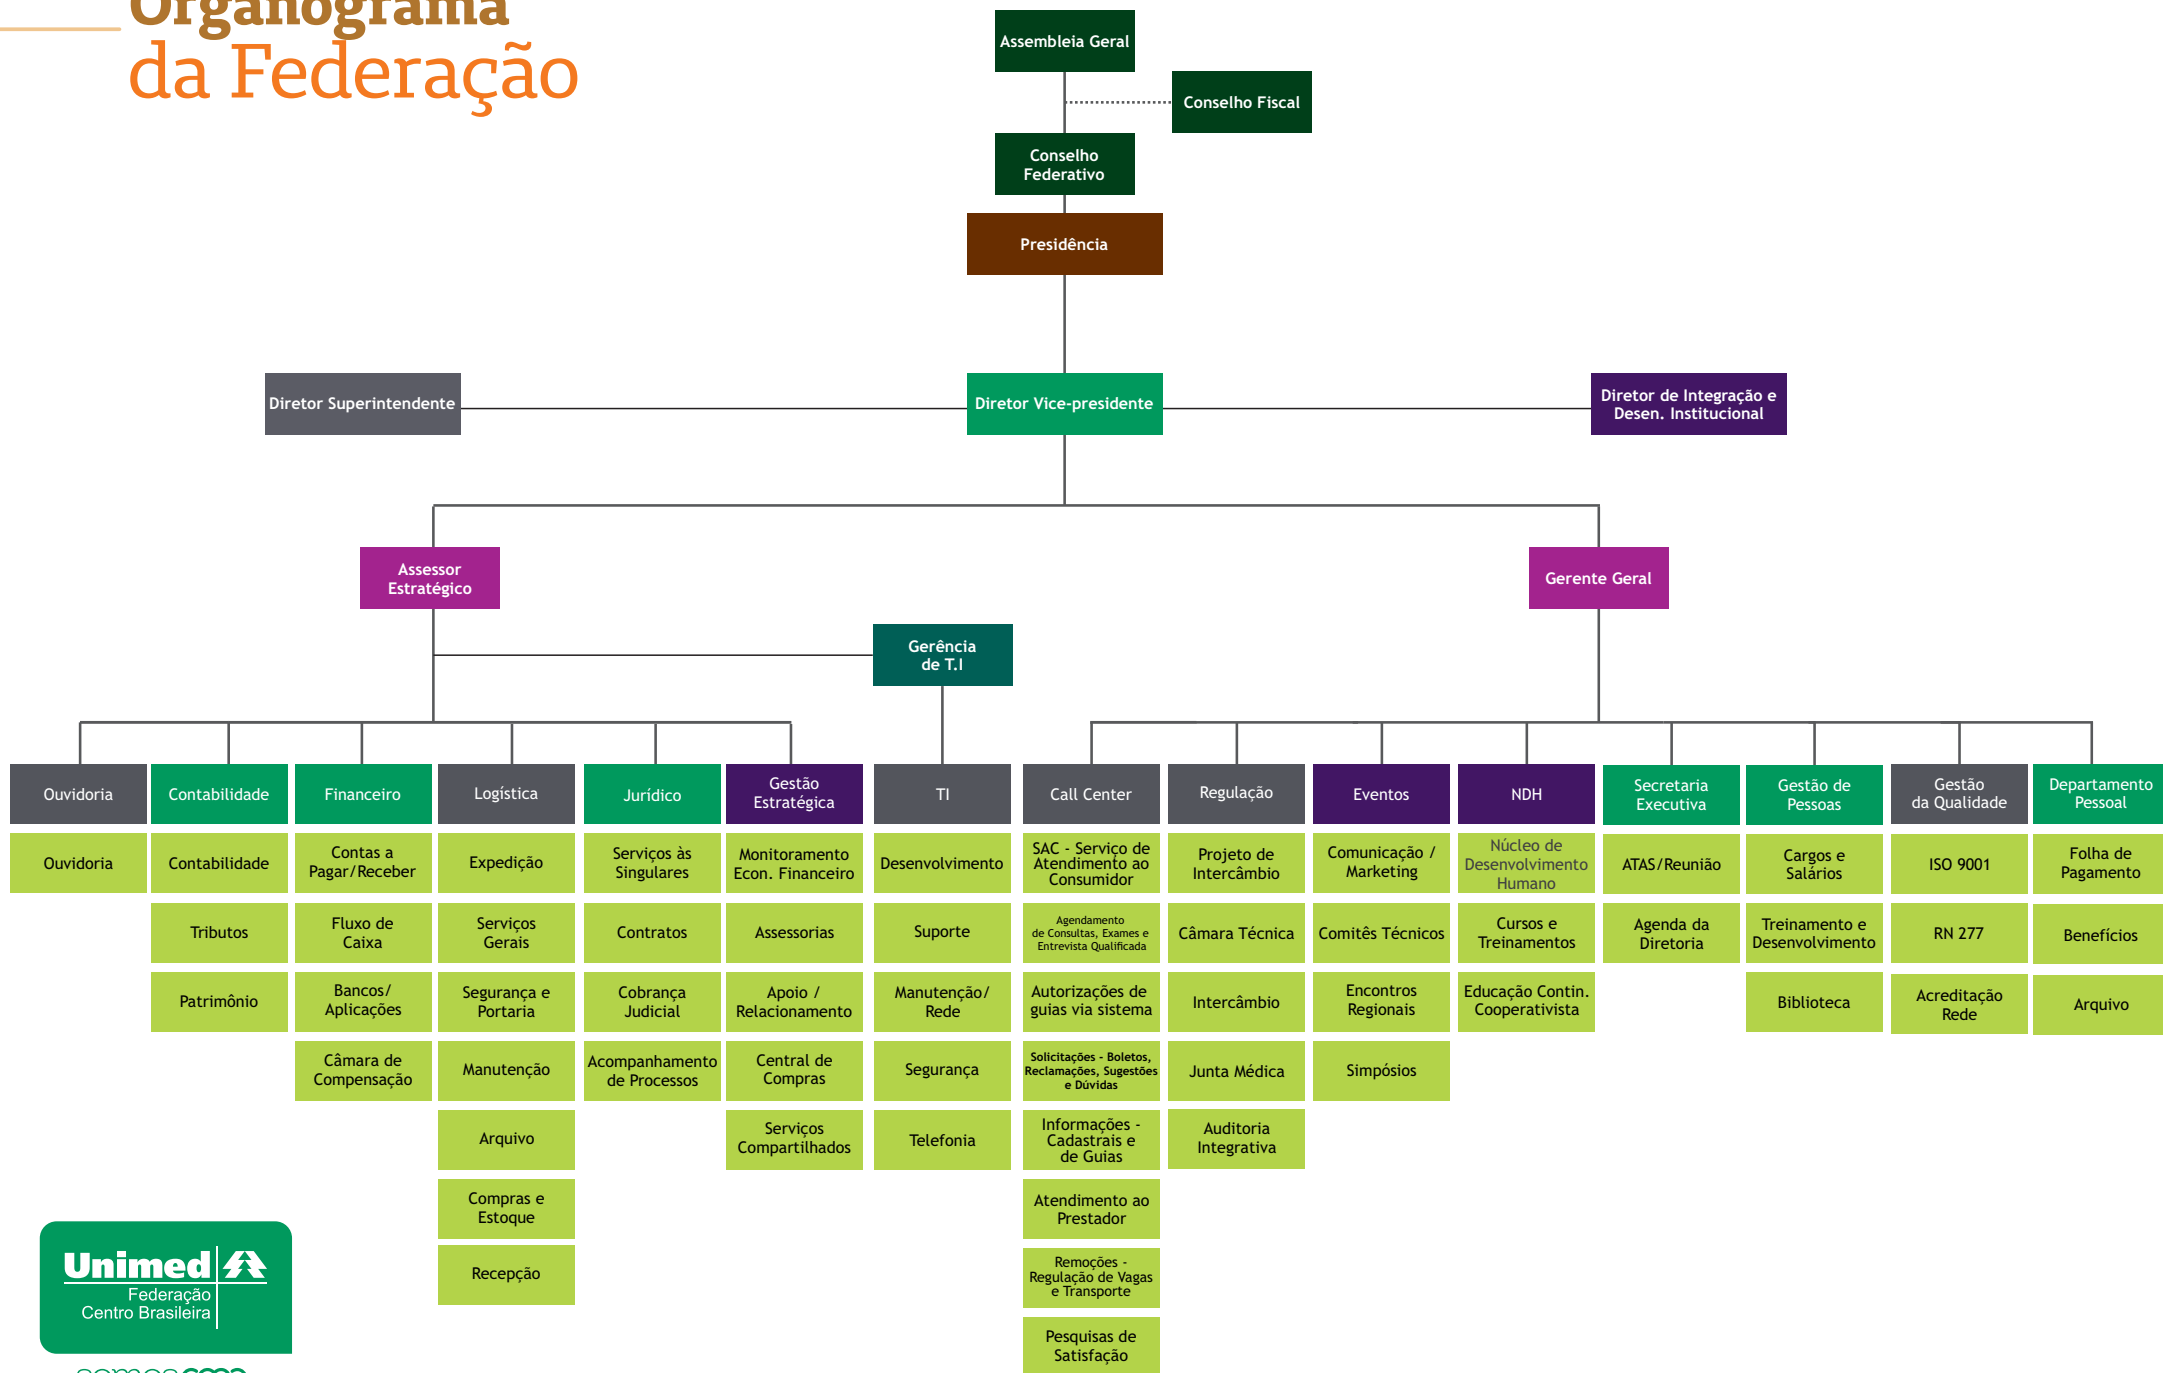 Organograma
da Federação
Assembleia Geral
Conselho Fiscal
Conselho
Federativo
Presidência
Diretor Superintendente
Diretor Vice-presidente
Diretor de Integração e
Desen. Institucional
Assessor
Estratégico
Gerente Geral
Gerência
de T.I
Ouvidoria
Ouvidoria
Contabilidade
Contabilidade
Tributos
Patrimônio
Financeiro
Contas a
Pagar/Receber
Fluxo de
Caixa
Bancos/
Aplicações
Câmara de
Compensação
Logística
Expedição
Serviços
Gerais
Segurança e
Portaria
Manutenção
Arquivo
Compras e
Estoque
Recepção
Jurídico
Serviços às
Singulares
Contratos
Cobrança
Judicial
Acompanhamento
de Processos
Gestão
Estratégica
Monitoramento
Econ. Financeiro
Assessorias
Apoio /
Relacionamento
Central de
Compras
Serviços
Compartilhados
TI
Desenvolvimento
Suporte
Manutenção/
Rede
Segurança
Telefonia
Call Center
SAC - Serviço de
Atendimento ao
Consumidor
Agendamento
de Consultas, Exames e
Entrevista Qualificada
Autorizações de
guias via sistema
Solicitações - Boletos,
Reclamações, Sugestões
e Dúvidas
Informações -
Cadastrais e
de Guias
Atendimento ao
Prestador
Remoções -
Regulação de Vagas
e Transporte
Pesquisas de
Satisfação
Regulação
Projeto de
Intercâmbio
Câmara Técnica
Intercâmbio
Junta Médica
Auditoria
Integrativa
Eventos
Comunicação /
Marketing
Comitês Técnicos
Encontros
Regionais
Simpósios
NDH
Núcleo de
Desenvolvimento
Humano
Cursos e
Treinamentos
Educação Contin.
Cooperativista
Secretaria
Executiva
ATAS/Reunião
Agenda da
Diretoria
Gestão de
Pessoas
Cargos e
Salários
Treinamento e
Desenvolvimento
Biblioteca
Gestão
da Qualidade
ISO 9001
RN 277
Acreditação
Rede
Departamento
Pessoal
Folha de
Pagamento
Benefícios
Arquivo
Unimed
Federação
Centro Brasileira